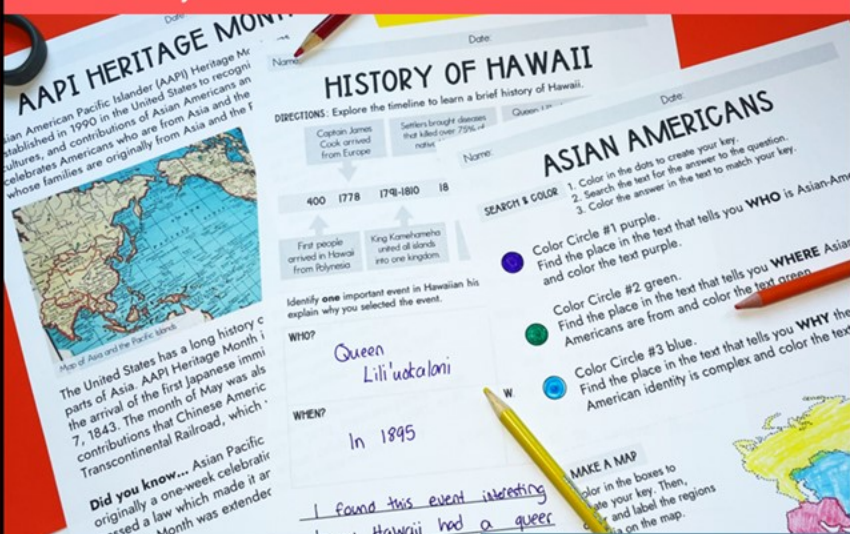 Date:
AAPI HERITAGE MONTH
sian American Pacific Islander (AAPI) Heritage
stablished in 1990 in the United States to recogni
ultures, and contributions of Asian Americans an
celebrates Americans who are from Asia and the
whose families are originally from Asia and the
Map of Asia and the Pacific Islands
The United States has a long history
parts of Asia. AAPI Heritage Month
the arrival of the first Japanese immi
7, 1843. The month of May was als
contributions that Chinese Americ
Transcontinental Railroad, which
Did you know... Asian Pacific
originally a one-week celebrati
ssed a law which made it
Month was extended
Name:
Date:
HISTORY OF HAWAII
DIRECTIONS: Explore the timeline to learn a brief history of Hawaii.
Captain James
Cook arrived
from Europe
Settlers brought diseases
that killed over 75% of
native
Queen
400 1778 1791-1810 18
First people
arrived in Hawaii
from Polynesia
King Kamehameha
united all islands
into one kingdom
Identify one important event in Hawaiian his
explain why you selected the event.
WHO?
Queen
Lili'uokalani
W
WHEN?
In 1895
I found this event interesting
Hawaii had a queer
Name:
Date:
ASIAN AMERICANS
SEARCH & COLOR
1. Color in the dots to create your key.
2. Search the text for the answer to the question.
3. Color the answer in the text to match your key.
Color Circle #1 purple.
Find the place in the text that tells you WHO is Asian-Ame
and color the text purple.
Color Circle #2 green.
Find the place in the text that tells you WHERE Asian
Americans are from and color the text green
Color Circle #3 blue.
Find the place in the text that tells you WHY the
American identity is complex and color the text
MAKE A MAP
olor in the boxes to
ate your key. Then,
and label the regions
on the map.